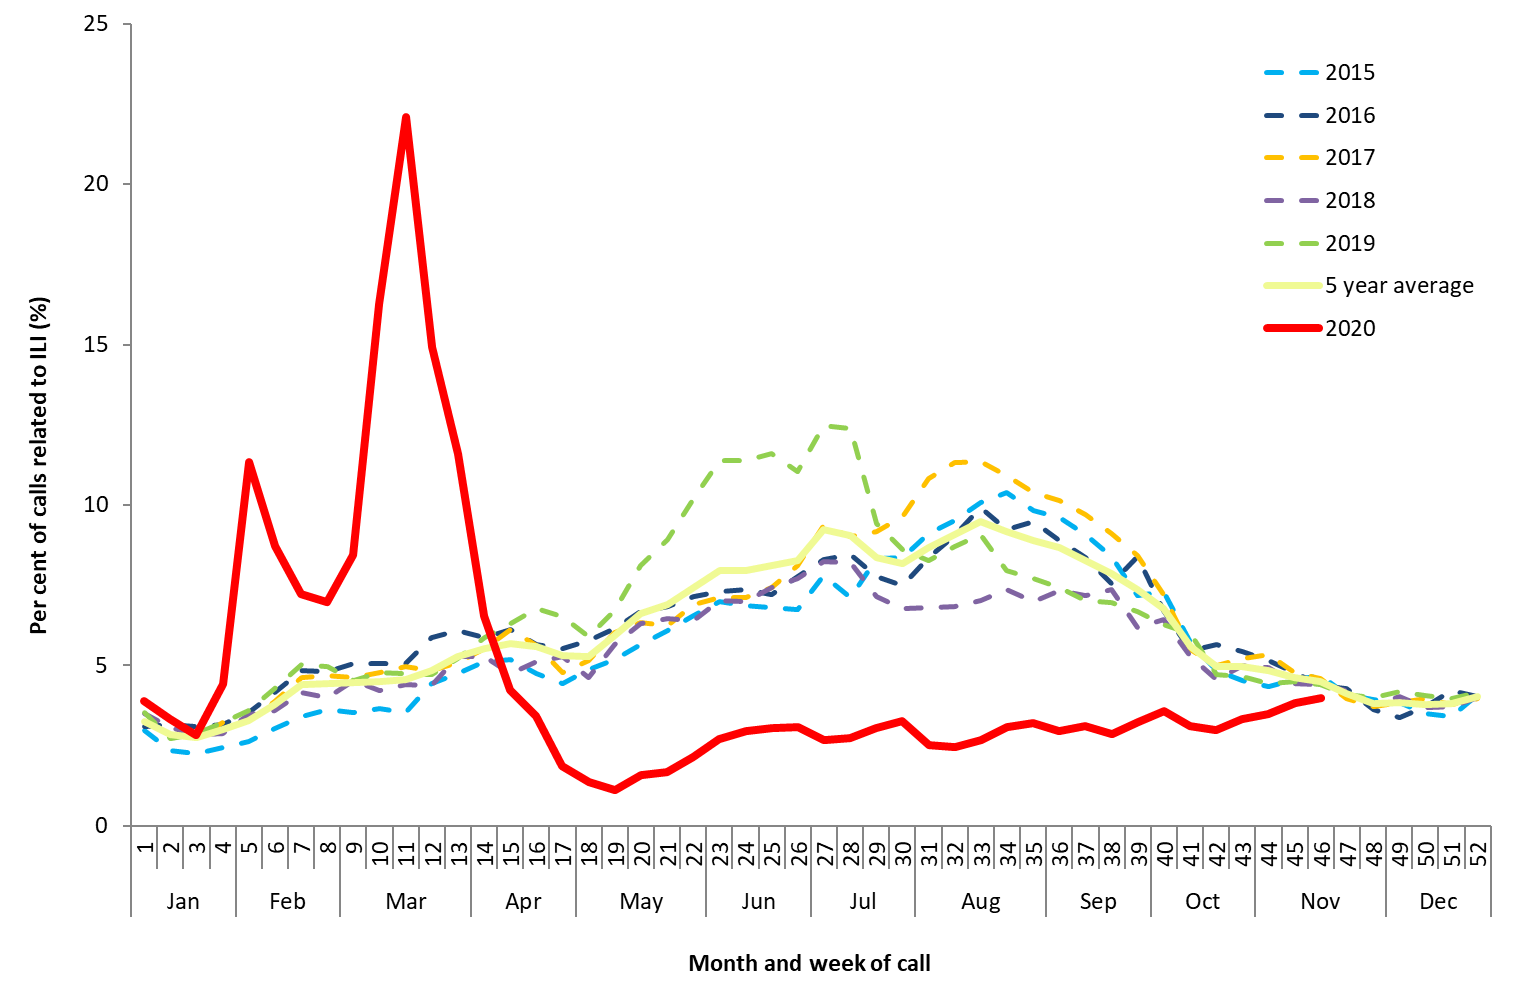 25
20
15
10
5
0
Per cent of calls related to ILI (%)
2015
2016
2017
2018
2019
5 year average
2020
1 2 3 4 5 6 7 8 9 10 11 12 13 14 15 16 17 18 19 20 21 22 23 24 25 26 27 28 29 30 31 32 33 34 35 36 37 38 39 40 41 42 43 44 45 46 47 48 49 50 51 52
Jan Feb Mar Apr May Jun Jul Aug Sep Oct Nov Dec
Month and week of call